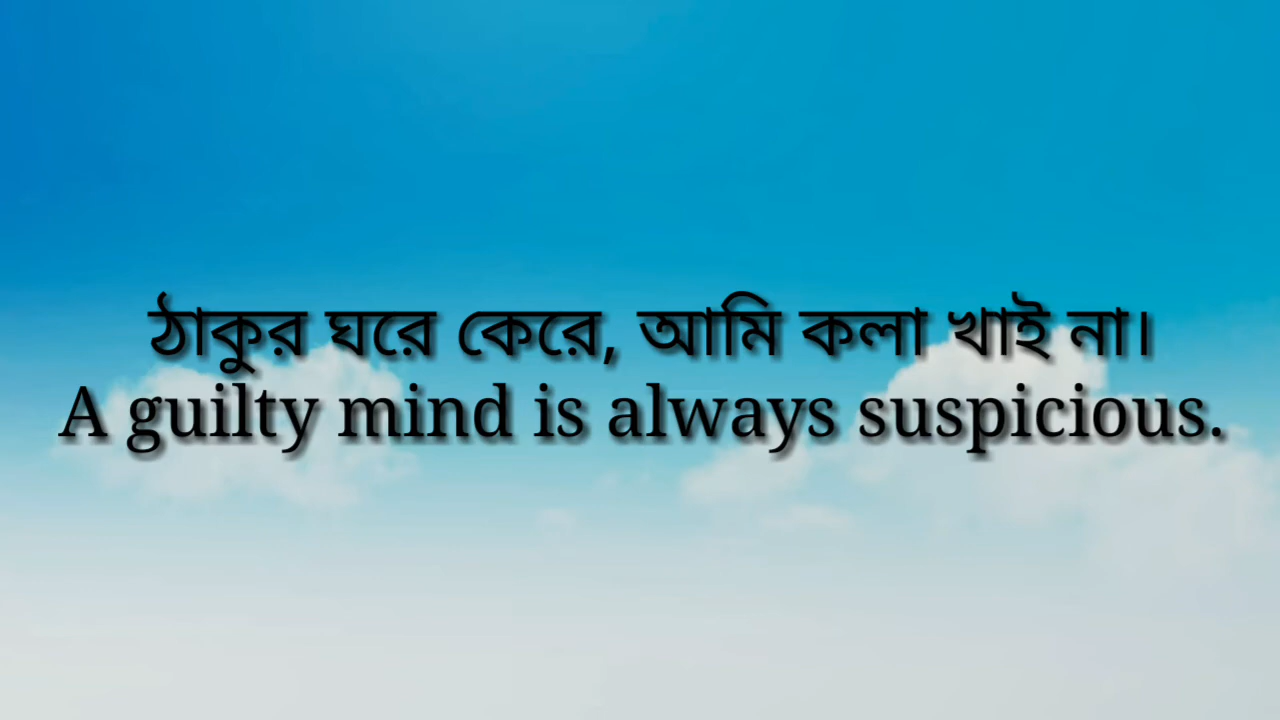 ঠাকুর ঘরে কেরে, আমি কলা খাই না।
A guilty mind is always suspicious.